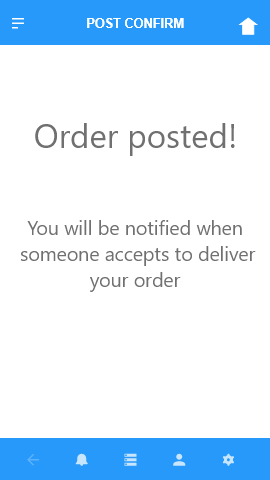 POST CONFIRM
Order posted!
You will be notified when
someone accepts to deliver
your order